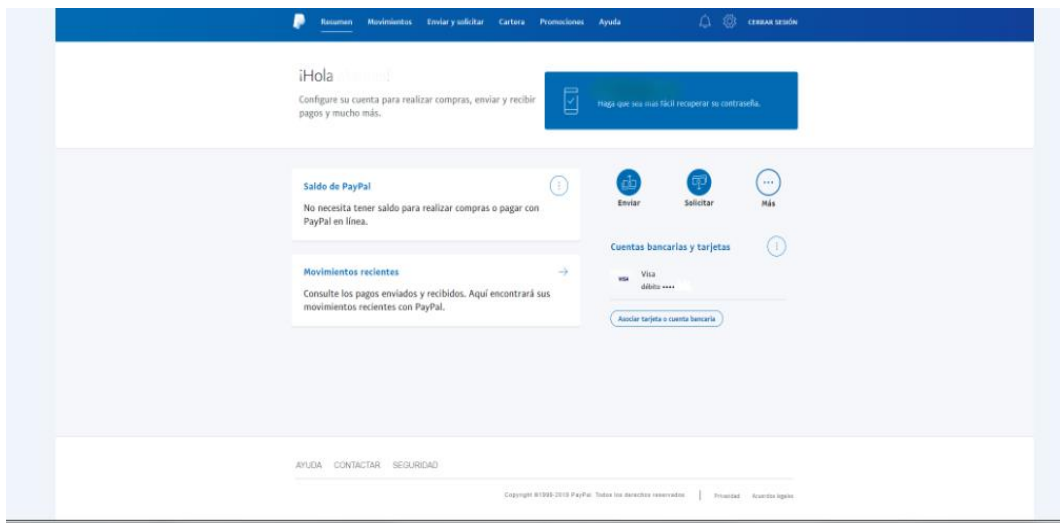 Resumen Movimientos Enviar y solicitar Cartera Promociones Ayuda CERRAR SESIÓN
¡Hola
Configure su cuenta para realizar compras, enviar y recibir
pagos y mucho más.
Haga que sea mas fácil recuperar su contraseña.
Saldo de PayPal
No necesita tener saldo para realizar compras o pagar con
PayPal en línea.
Movimientos recientes
Consulte los pagos enviados y recibidos. Aquí encontrará sus
movimientos recientes con PayPal.
Enviar Solicitar Más
Cuentas bancarias y tarjetas
VISA Visa
débito ••••
Asociar tarjeta o cuenta bancaria
AYUDA CONTACTAR SEGURIDAD
Copyright ©1999-2019 PayPal Todos los derechos reservados | Privacidad Acuerdos legales